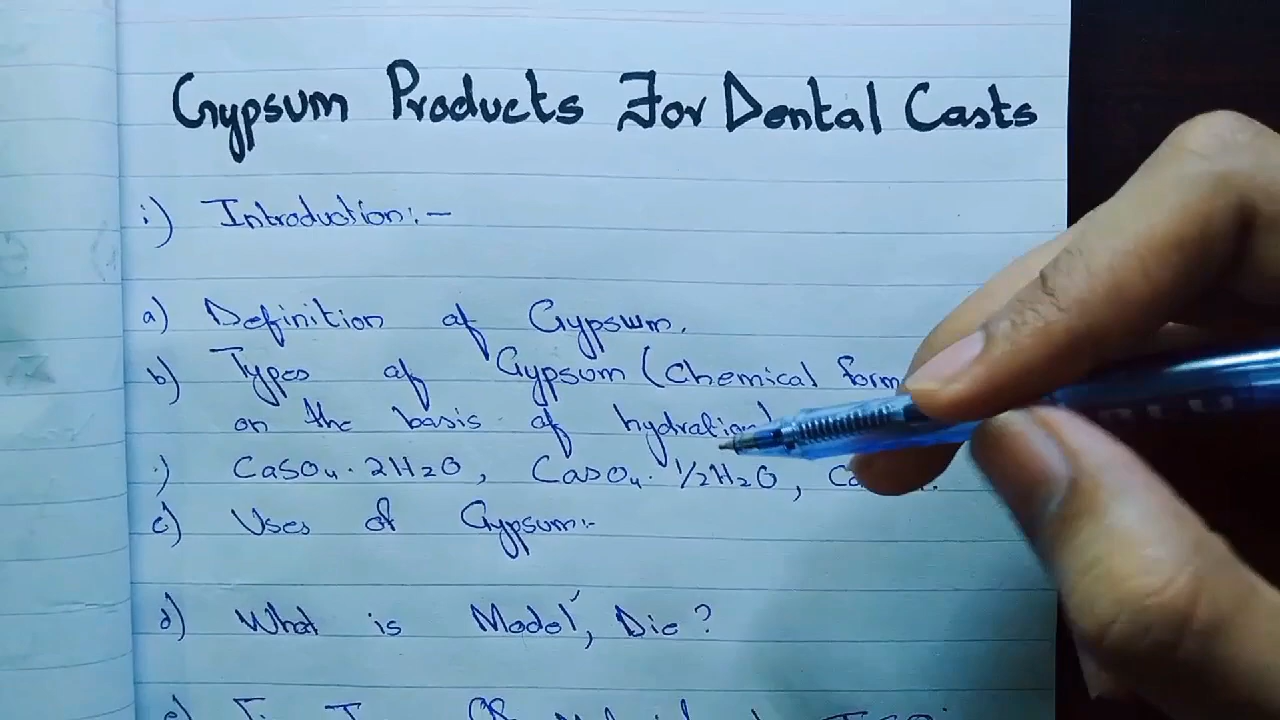 Gypsum Products For Dental Casts
i) Introduction:-
a) Definition of Gypsum.
b) Types of Gypsum (Chemical form
on the basis of hydration)
i) CaSO4.2H2O, CaSO4.1/2H2O,
c) Uses of Gypsum:-
d) What is Model, Die?